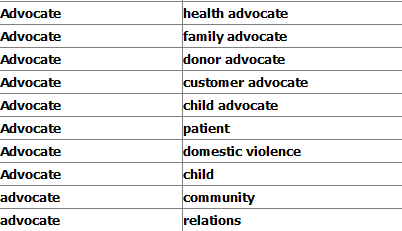 Advocate health advocate
Advocate family advocate
Advocate donor advocate
Advocate customer advocate
Advocate child advocate
Advocate patient
Advocate domestic violence
Advocate child
advocate community
advocate relations